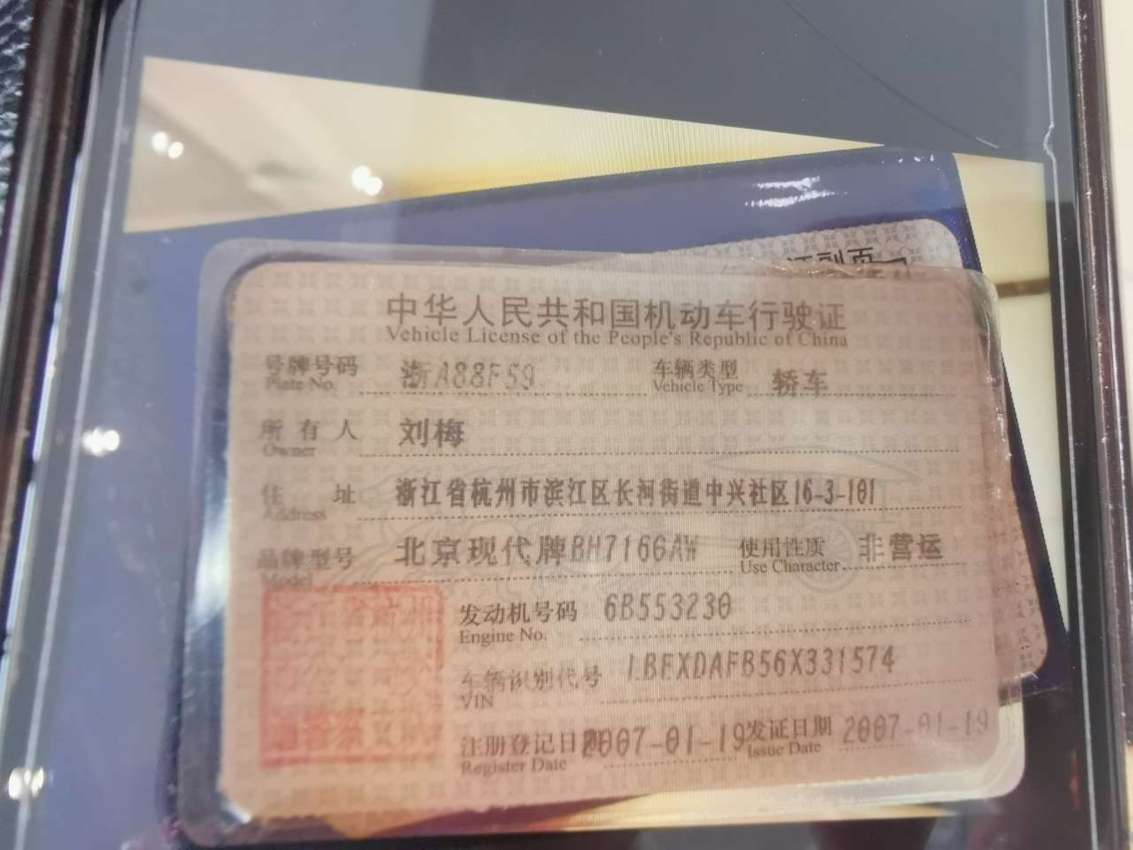 证副页
中华人民共和国机动车行驶证
Vehicle License of the People's Republic of China
号牌号码 浙A88F59 车辆类型 轿车
Plate No. Vehicle Type
所有人 刘梅
Owner
住址 浙江省杭州市滨江区长河街道中兴社区16-3-101
Address
品牌型号 北京现代牌BH7166AW 使用性质 非营运
Model Use Character
发动机号码 6B553230
Engine No.
车辆识别代号 LBEXDAFB56X331574
VIN
注册登记日期 2007-01-19 发证日期 2007-01-19
Register Date Issue Date